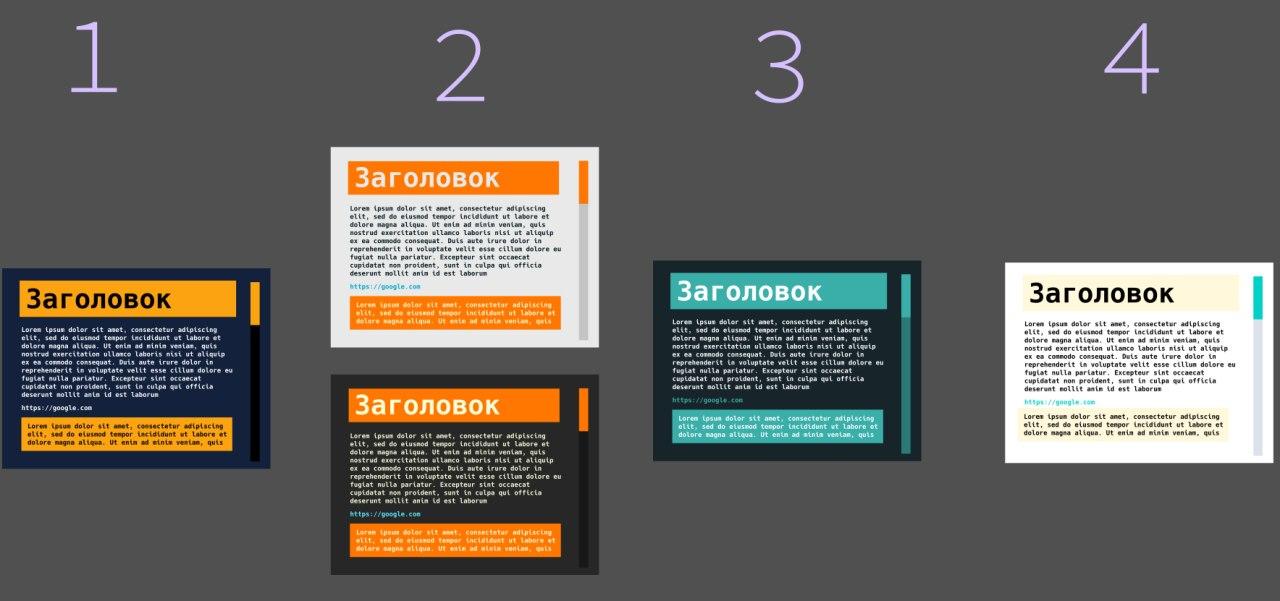 1
2
3
4
Заголовок
Lorem ipsum dolor sit amet, consectetur adipiscing
elit, sed do eiusmod tempor incididunt ut labore et
dolore magna aliqua. Ut enim ad minim veniam, quis
nostrud exercitation ullamco laboris nisi ut aliquip
ex ea commodo consequat. Duis aute irure dolor in
reprehenderit in voluptate velit esse cillum dolore eu
fugiat nulla pariatur. Excepteur sint occaecat
cupidatat non proident, sunt in culpa qui officia
deserunt mollit anim id est laborum
https://google.com
Lorem ipsum dolor sit amet, consectetur adipiscing
elit, sed do eiusmod tempor incididunt ut labore et
dolore magna aliqua. Ut enim ad minim veniam, quis
Заголовок
Lorem ipsum dolor sit amet, consectetur adipiscing
elit, sed do eiusmod tempor incididunt ut labore et
dolore magna aliqua. Ut enim ad minim veniam, quis
nostrud exercitation ullamco laboris nisi ut aliquip
ex ea commodo consequat. Duis aute irure dolor in
reprehenderit in voluptate velit esse cillum dolore eu
fugiat nulla pariatur. Excepteur sint occaecat
cupidatat non proident, sunt in culpa qui officia
deserunt mollit anim id est laborum
https://google.com
Lorem ipsum dolor sit amet, consectetur adipiscing
elit, sed do eiusmod tempor incididunt ut labore et
dolore magna aliqua. Ut enim ad minim veniam, quis
Заголовок
Lorem ipsum dolor sit amet, consectetur adipiscing
elit, sed do eiusmod tempor incididunt ut labore et
dolore magna aliqua. Ut enim ad minim veniam, quis
nostrud exercitation ullamco laboris nisi ut aliquip
ex ea commodo consequat. Duis aute irure dolor in
reprehenderit in voluptate velit esse cillum dolore eu
fugiat nulla pariatur. Excepteur sint occaecat
cupidatat non proident, sunt in culpa qui officia
deserunt mollit anim id est laborum
https://google.com
Lorem ipsum dolor sit amet, consectetur adipiscing
elit, sed do eiusmod tempor incididunt ut labore et
dolore magna aliqua. Ut enim ad minim veniam, quis
Заголовок
Lorem ipsum dolor sit amet, consectetur adipiscing
elit, sed do eiusmod tempor incididunt ut labore et
dolore magna aliqua. Ut enim ad minim veniam, quis
nostrud exercitation ullamco laboris nisi ut aliquip
ex ea commodo consequat. Duis aute irure dolor in
reprehenderit in voluptate velit esse cillum dolore eu
fugiat nulla pariatur. Excepteur sint occaecat
cupidatat non proident, sunt in culpa qui officia
deserunt mollit anim id est laborum
https://google.com
Lorem ipsum dolor sit amet, consectetur adipiscing
elit, sed do eiusmod tempor incididunt ut labore et
dolore magna aliqua. Ut enim ad minim veniam, quis
Заголовок
Lorem ipsum dolor sit amet, consectetur adipiscing
elit, sed do eiusmod tempor incididunt ut labore et
dolore magna aliqua. Ut enim ad minim veniam, quis
nostrud exercitation ullamco laboris nisi ut aliquip
ex ea commodo consequat. Duis aute irure dolor in
reprehenderit in voluptate velit esse cillum dolore eu
fugiat nulla pariatur. Excepteur sint occaecat
cupidatat non proident, sunt in culpa qui officia
deserunt mollit anim id est laborum
https://google.com
Lorem ipsum dolor sit amet, consectetur adipiscing
elit, sed do eiusmod tempor incididunt ut labore et
dolore magna aliqua. Ut enim ad minim veniam, quis